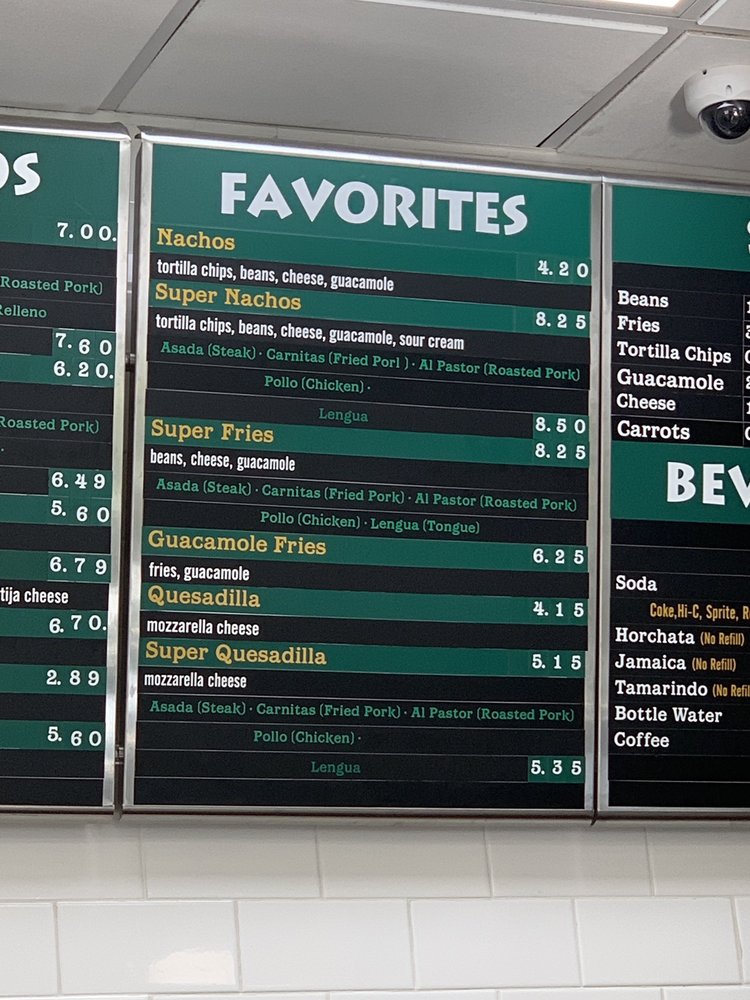 7.00.
Roasted Pork)
Relleno
7.60
6.20.
Roasted Pork)
6.49
5.60
6.79
tija cheese
6.70.
2.89
5.60
FAVORITES
Nachos 4.20
tortilla chips, beans, cheese, guacamole
Super Nachos 8.25
tortilla chips, beans, cheese, guacamole, sour cream
Asada (Steak) · Carnitas (Fried Porl ) · Al Pastor (Roasted Pork)
Pollo (Chicken) ·
Lengua 8.50
Super Fries 8.25
beans, cheese, guacamole
Asada (Steak) · Carnitas (Fried Pork) · Al Pastor (Roasted Pork)
Pollo (Chicken) · Lengua (Tongue)
Guacamole Fries 6.25
fries, guacamole
Quesadilla 4.15
mozzarella cheese
Super Quesadilla 5.15
mozzarella cheese
Asada (Steak) · Carnitas (Fried Pork) · Al Pastor (Roasted Pork)
Pollo (Chicken) ·
Lengua 5.35
Beans
Fries
Tortilla Chips
Guacamole
Cheese
Carrots
BEV
Soda
Coke,Hi-C, Sprite, R
Horchata (No Refill)
Jamaica (No Refill)
Tamarindo (No Refil
Bottle Water
Coffee